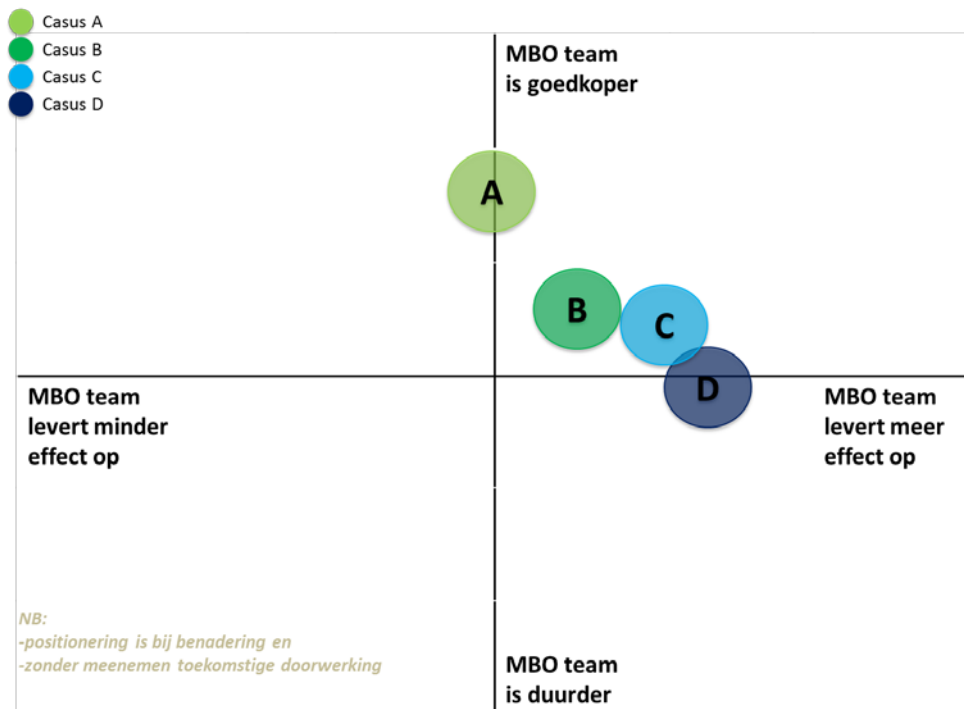 Casus A
Casus B
Casus C
Casus D
MBO team
is goedkoper
A
B
C
D
MBO team
levert minder
effect op
MBO team
levert meer
effect op
NB:
-positionering is bij benadering en
-zonder meenemen toekomstige doorwerking
MBO team
is duurder